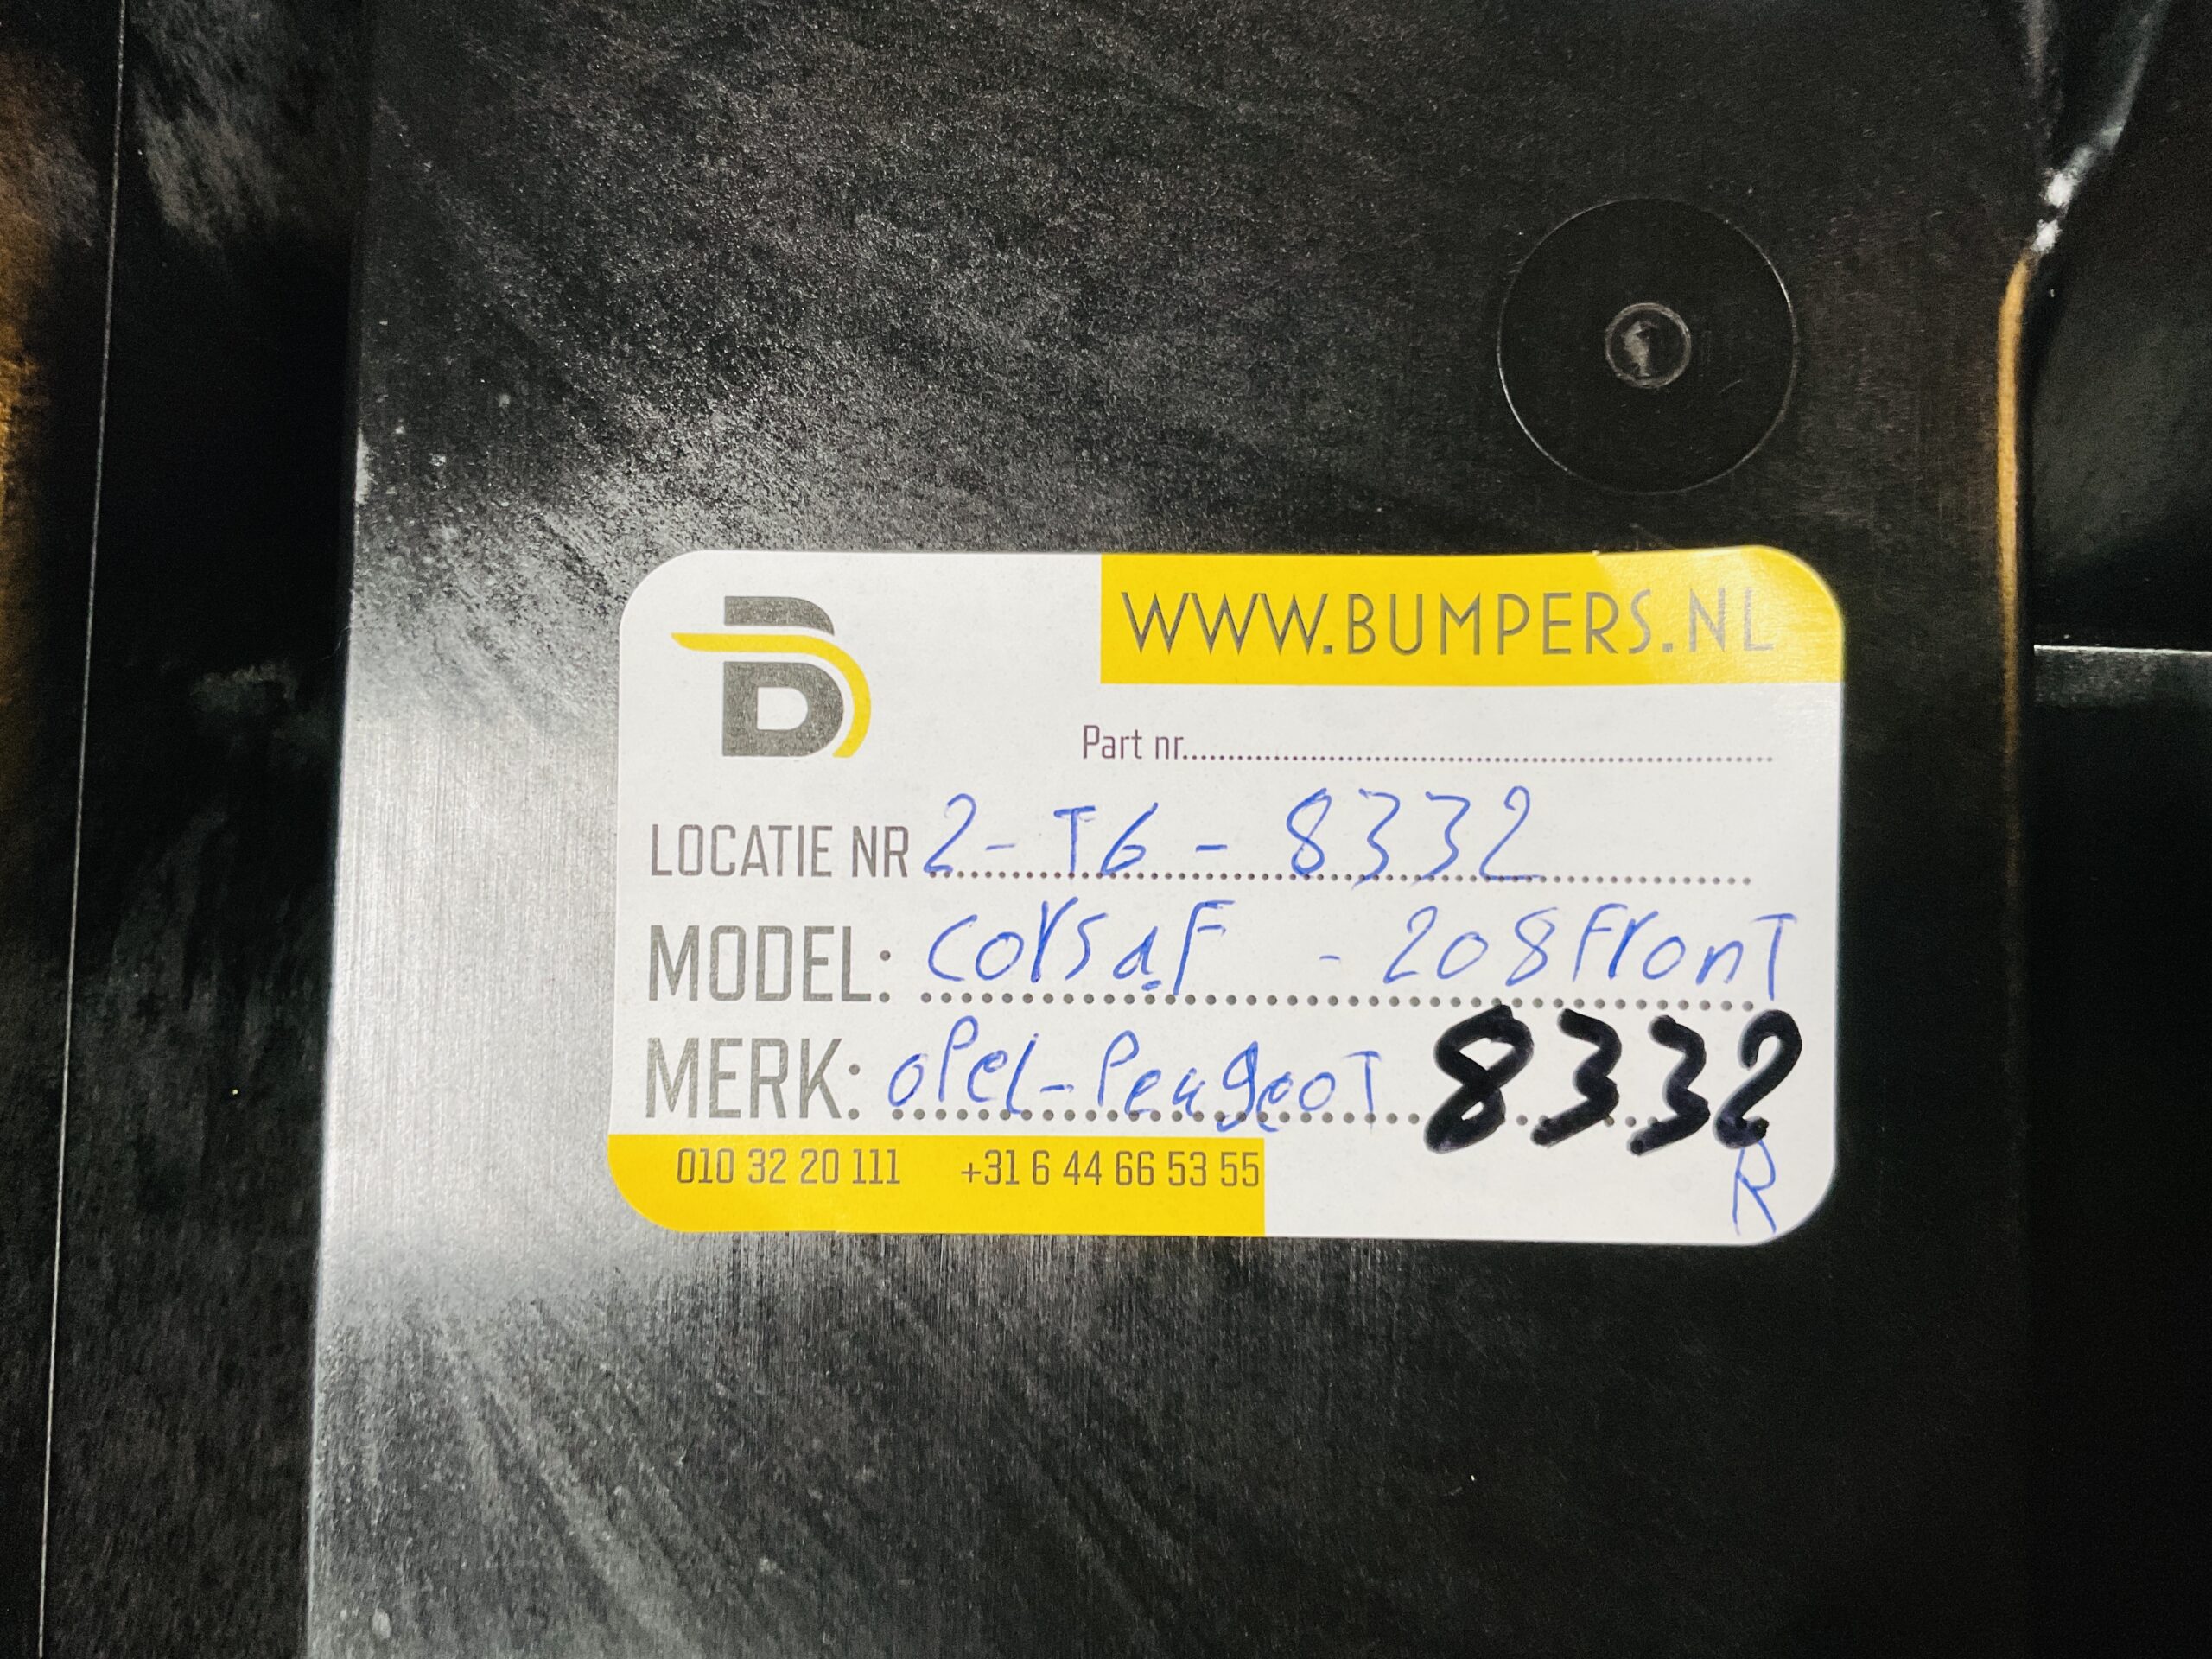 B
WWW.BUMPERS.NL
Part nr..........
LOCATIE NR 2 - T6 - 8332
MODEL: corsa.F - 208 Front
MERK: oPel - PeugeoT 8332
R
010 32 20 111 +31 6 44 66 53 55